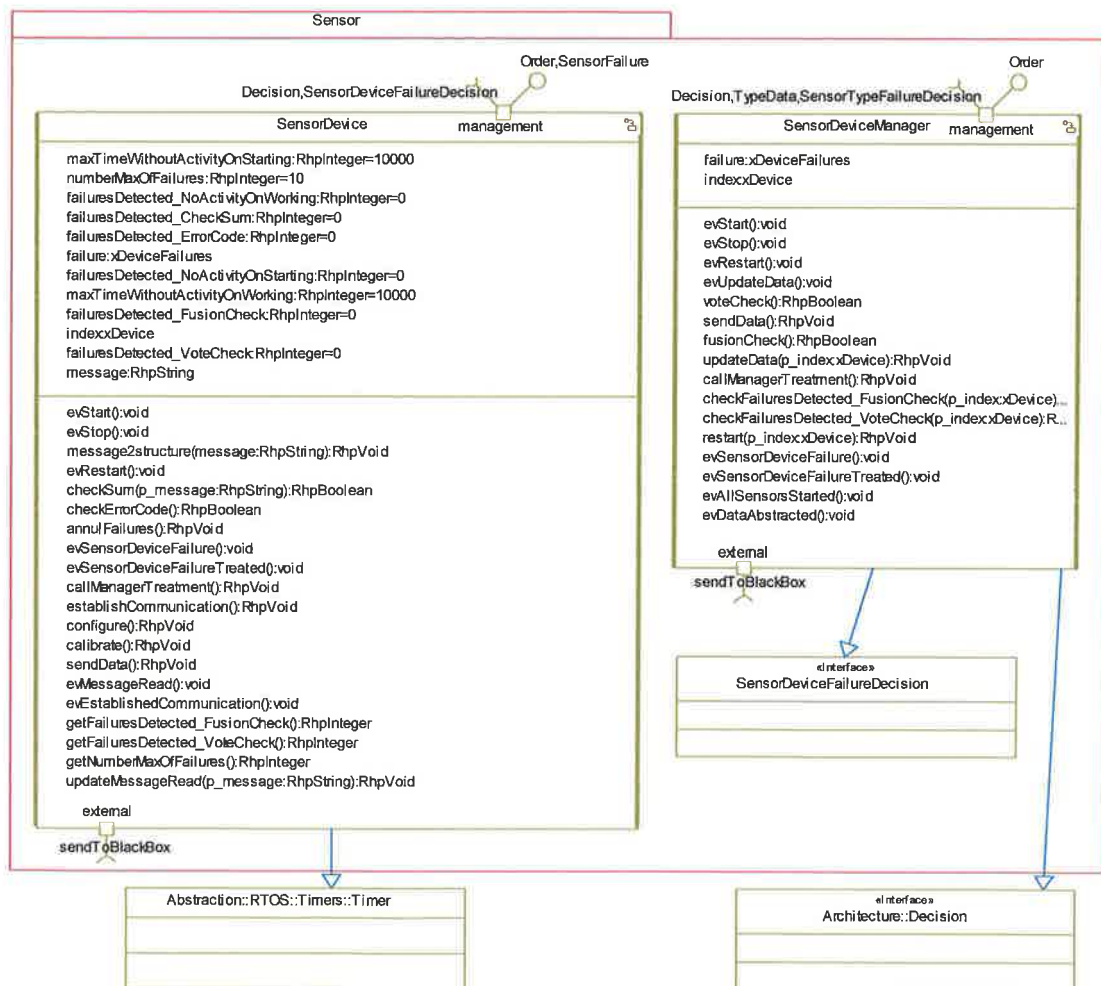 Sensor
Order,SensorFailure
Decision,SensorDeviceFailureDecision
SensorDevice
management
maxTimeWithoutActivityOnStarting:RhpInteger=10000
numberMaxOfFailures:RhpInteger=10
failuresDetected_NoActivityOnWorking:RhpInteger=0
failuresDetected_CheckSum:RhpInteger=0
failuresDetected_ErrorCode:RhpInteger=0
failure:xDeviceFailures
failuresDetected_NoActivityOnStarting:RhpInteger=0
maxTimeWithoutActivityOnWorking:RhpInteger=10000
failuresDetected_FusionCheck:RhpInteger=0
index:xDevice
failuresDetected_VoteCheck:RhpInteger=0
message:RhpString
evStart():void
evStop():void
message2structure(message:RhpString):RhpVoid
evRestart():void
checkSum(p_message:RhpString):RhpBoolean
checkErrorCode():RhpBoolean
annulFailures():RhpVoid
evSensorDeviceFailure():void
evSensorDeviceFailureTreated():void
callManagerTreatment():RhpVoid
establishCommunication():RhpVoid
configure():RhpVoid
calibrate():RhpVoid
sendData():RhpVoid
evMessageRead():void
evEstablishedCommunication():void
getFailuresDetected_FusionCheck():RhpInteger
getFailuresDetected_VoteCheck():RhpInteger
getNumberMaxOfFailures():RhpInteger
updateMessageRead(p_message:RhpString):RhpVoid
external
sendToBlackBox
Order
Decision,TypeData,SensorTypeFailureDecision
SensorDeviceManager
management
failure:xDeviceFailures
index:xDevice
evStart():void
evStop():void
evRestart():void
evUpdateData():void
voteCheck():RhpBoolean
sendData():RhpVoid
fusionCheck():RhpBoolean
updateData(p_index:xDevice):RhpVoid
callManagerTreatment():RhpVoid
checkFailuresDetected_FusionCheck(p_index:xDevice)...
checkFailuresDetected_VoteCheck(p_index:xDevice):R...
restart(p_index:xDevice):RhpVoid
evSensorDeviceFailure():void
evSensorDeviceFailureTreated():void
evAllSensorsStarted():void
evDataAbstracted():void
external
sendToBlackBox
«Interface»
SensorDeviceFailureDecision
Abstraction::RTOS::Timers::Timer
«Interface»
Architecture::Decision